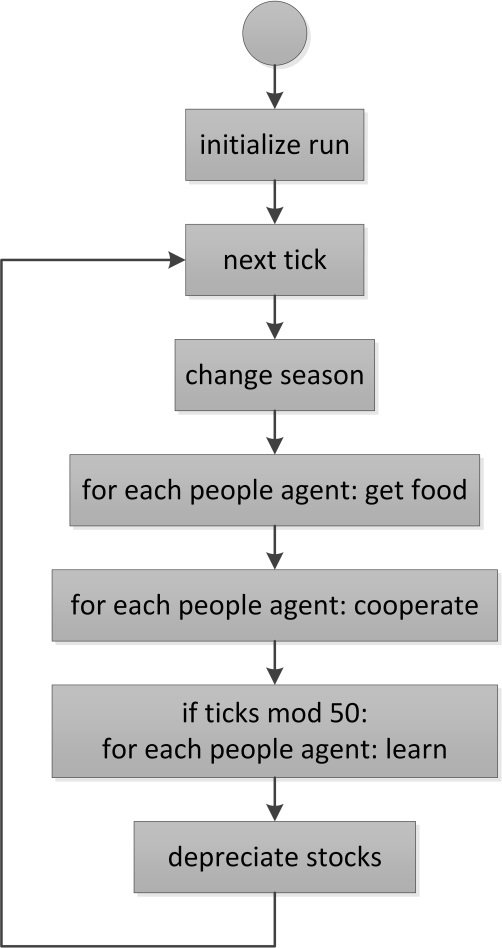 initialize run
next tick
change season
for each people agent: get food
for each people agent: cooperate
if ticks mod 50:
for each people agent: learn
depreciate stocks